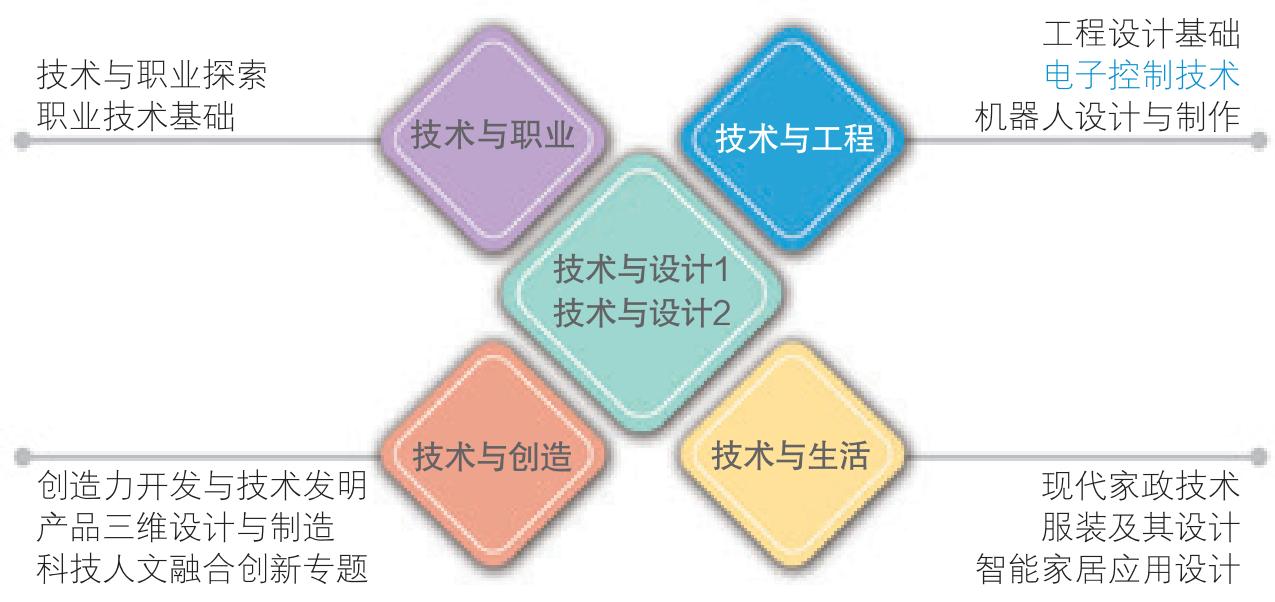 技术与职业探索
职业技术基础
技术与职业
工程设计基础
电子控制技术
机器人设计与制作
技术与工程
技术与设计1
技术与设计2
技术与创造
创造力开发与技术发明
产品三维设计与制造
科技人文融合创新专题
技术与生活
现代家政技术
服装及其设计
智能家居应用设计